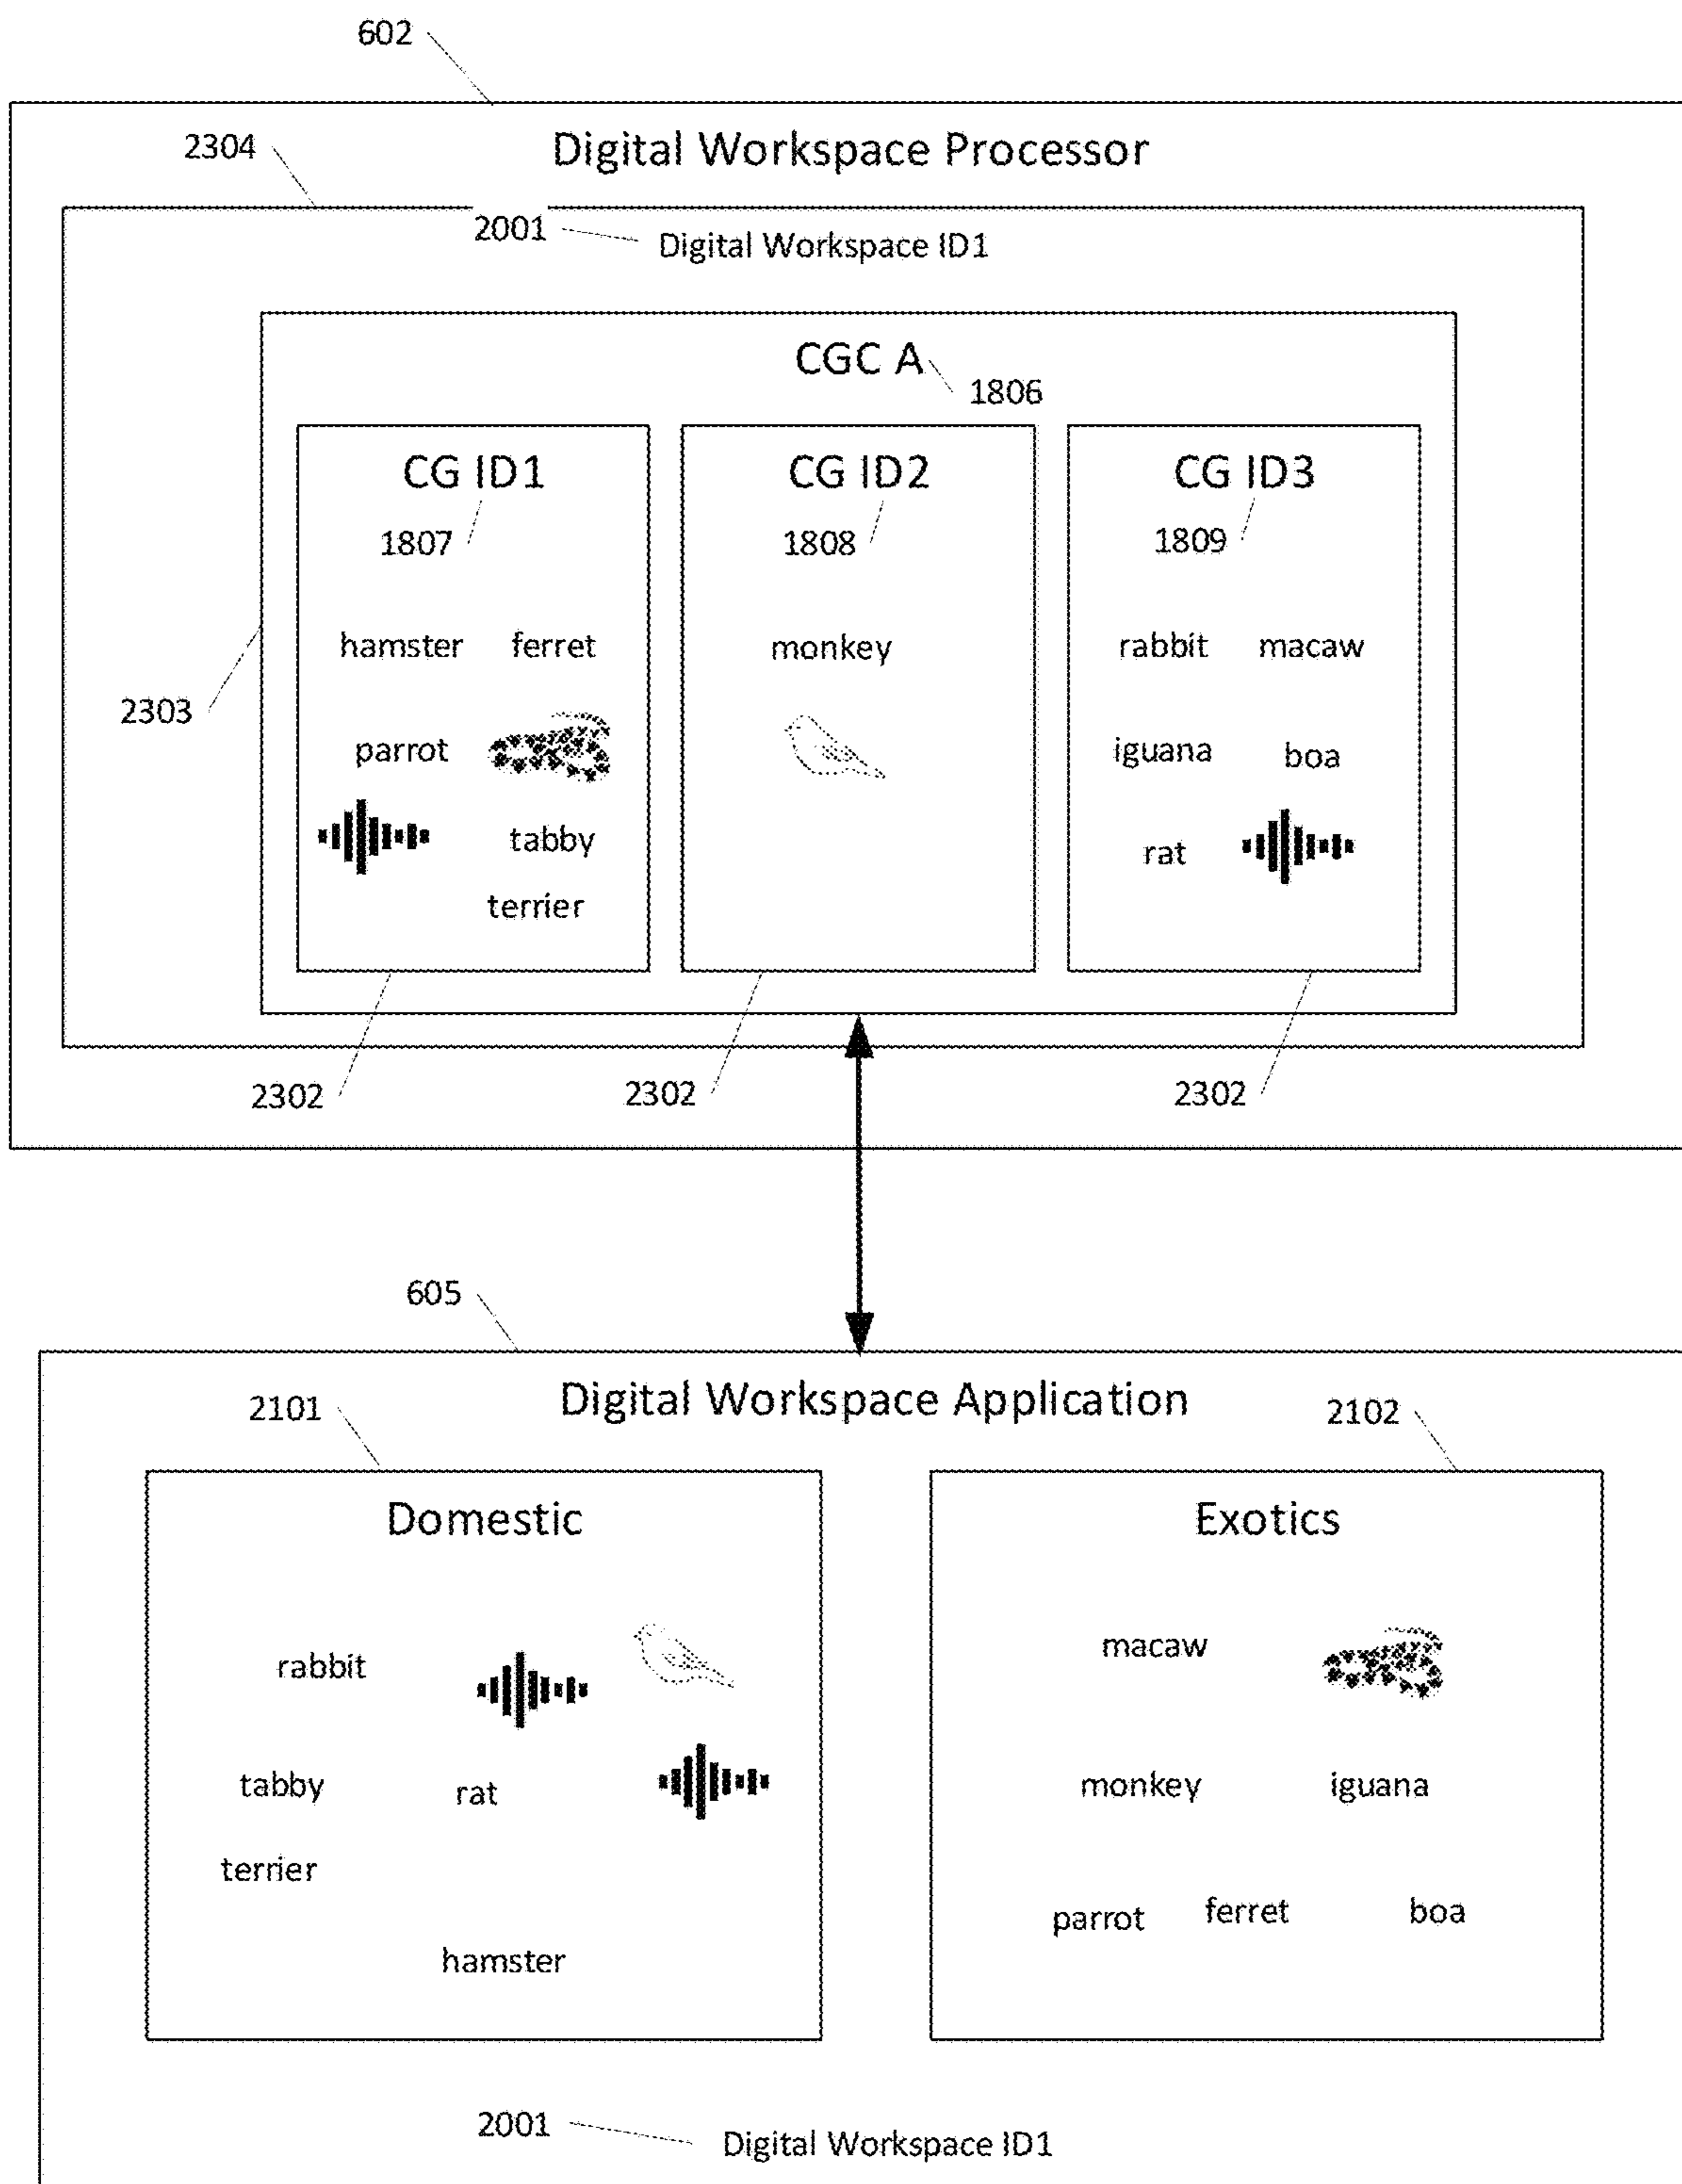 602
2304
Digital Workspace Processor
2001
Digital Workspace ID1
CGC A
1806
CG ID1
CG ID2
CG ID3
1807
1808
1809
hamster ferret
monkey
rabbit macaw
2303
parrot
iguana boa
tabby
rat
terrier
2302
2302
2302
605
2101
Digital Workspace Application
2102
Domestic
Exotics
rabbit
macaw
tabby rat
monkey iguana
terrier
parrot ferret boa
hamster
2001
Digital Workspace ID1